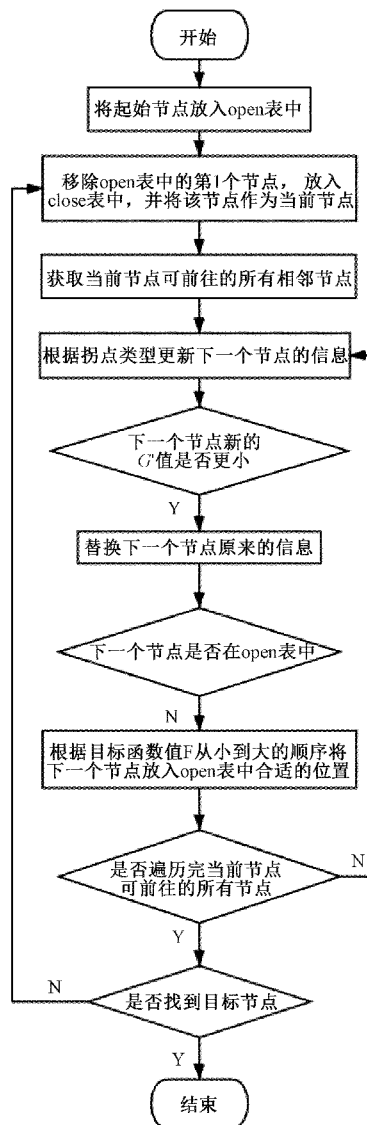 开始
将起始节点放入open表中
移除open表中的第1个节点，放入
close表中，并将该节点作为当前节点
获取当前节点可前往的所有相邻节点
根据拐点类型更新下一个节点的信息
下一个节点新的
G值是否更小
Y
替换下一个节点原来的信息
下一个节点是否在open表中
N
根据目标函数值F从小到大的顺序将
下一个节点放入open表中合适的位置
是否遍历完当前节点
可前往的所有节点
N
Y
N
是否找到目标节点
Y
结束